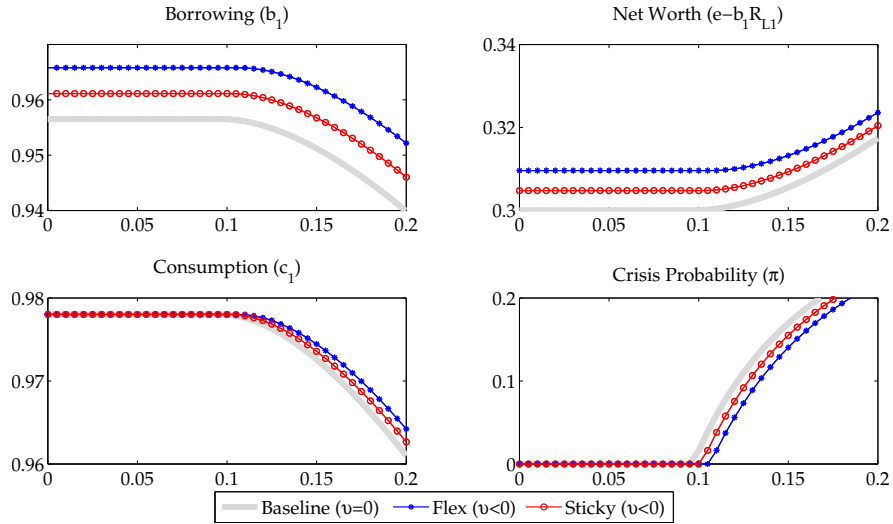 Borrowing (b1)
0.96
0.95
0.94
0 0.05 0.1 0.15 0.2
Net Worth (e−b1RL1)
0.34
0.32
0.3
0 0.05 0.1 0.15 0.2
Consumption (c1)
0.98
0.97
0.96
0 0.05 0.1 0.15 0.2
Crisis Probability (π)
0.2
0.1
0
0 0.05 0.1 0.15 0.2
Baseline (υ=0) Flex (υ<0) Sticky (υ<0)